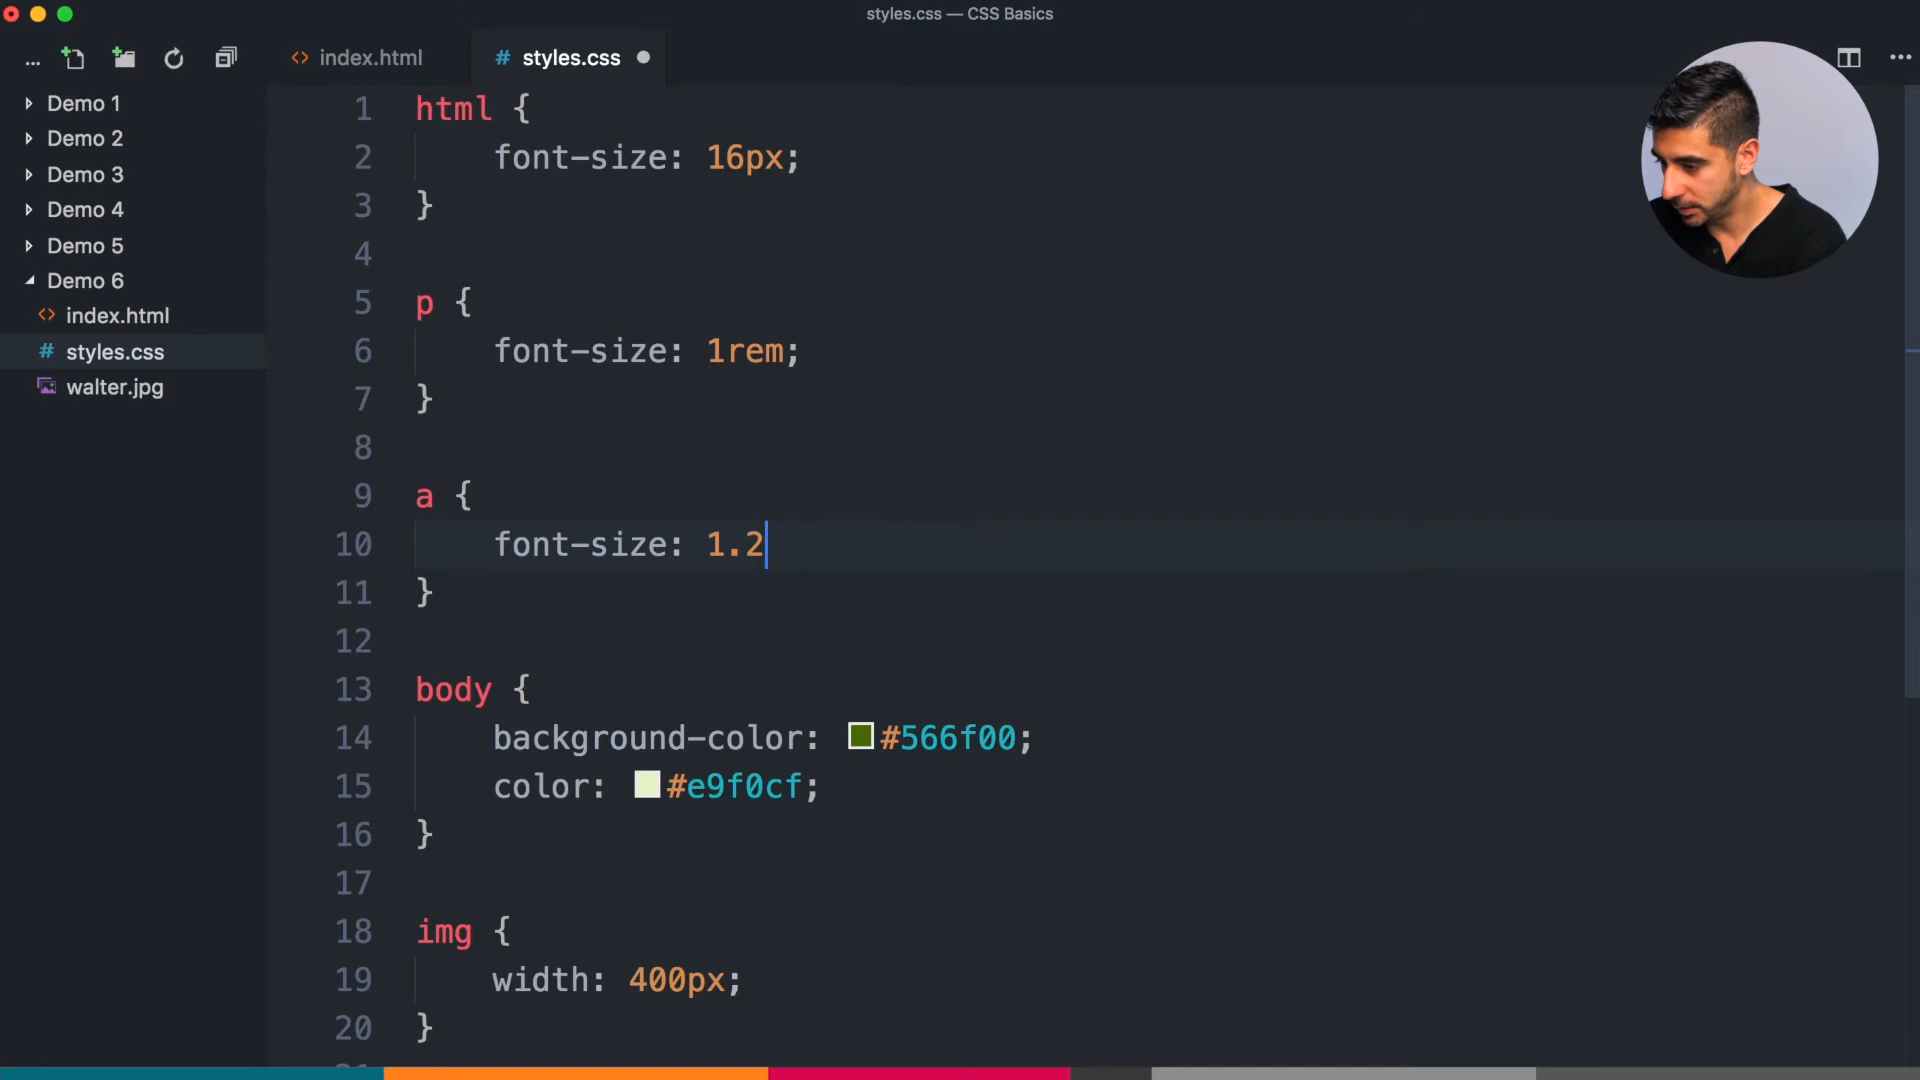 styles.css — CSS Basics
...
index.html
# styles.css
Demo 1
Demo 2
Demo 3
Demo 4
Demo 5
Demo 6
index.html
# styles.css
walter.jpg
1 html {
2 font-size: 16px;
3 }
4
5 p {
6 font-size: 1rem;
7 }
8
9 a {
10 font-size: 1.2
11 }
12
13 body {
14 background-color: #566f00;
15 color: #e9f0cf;
16 }
17
18 img {
19 width: 400px;
20 }